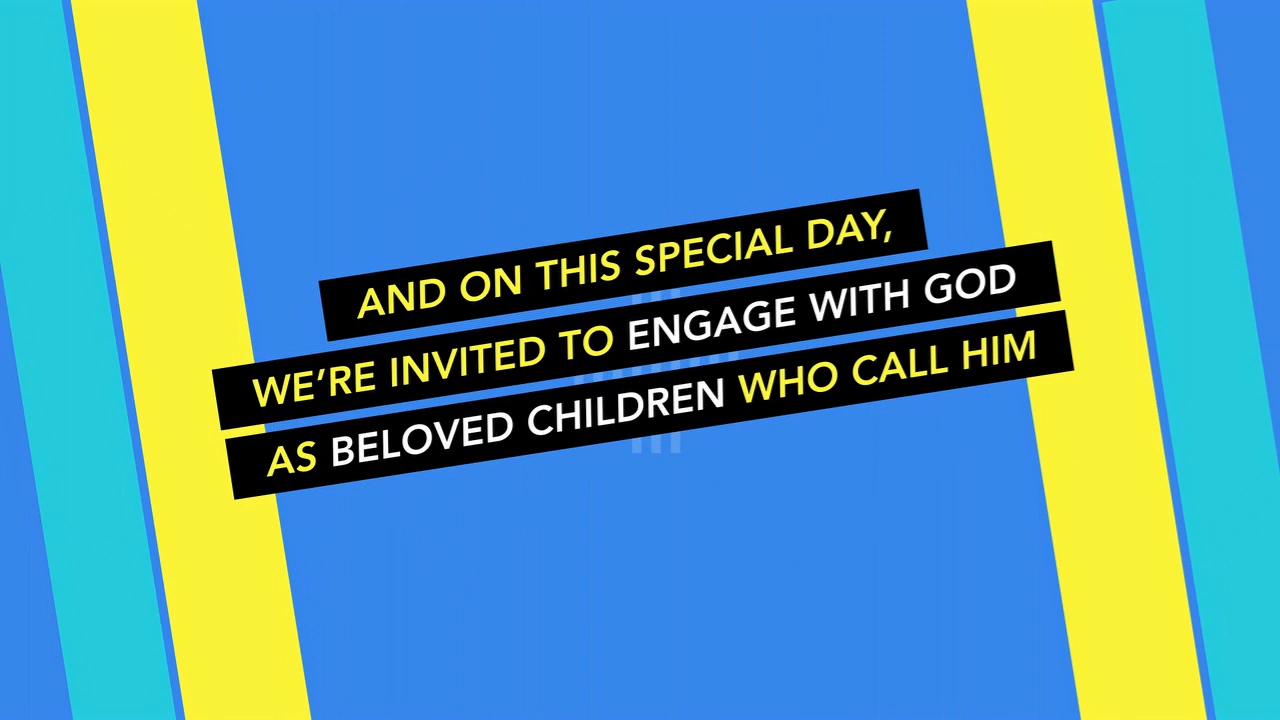 AND ON THIS SPECIAL DAY,
WE’RE INVITED TO ENGAGE WITH GOD
AS BELOVED CHILDREN WHO CALL HIM